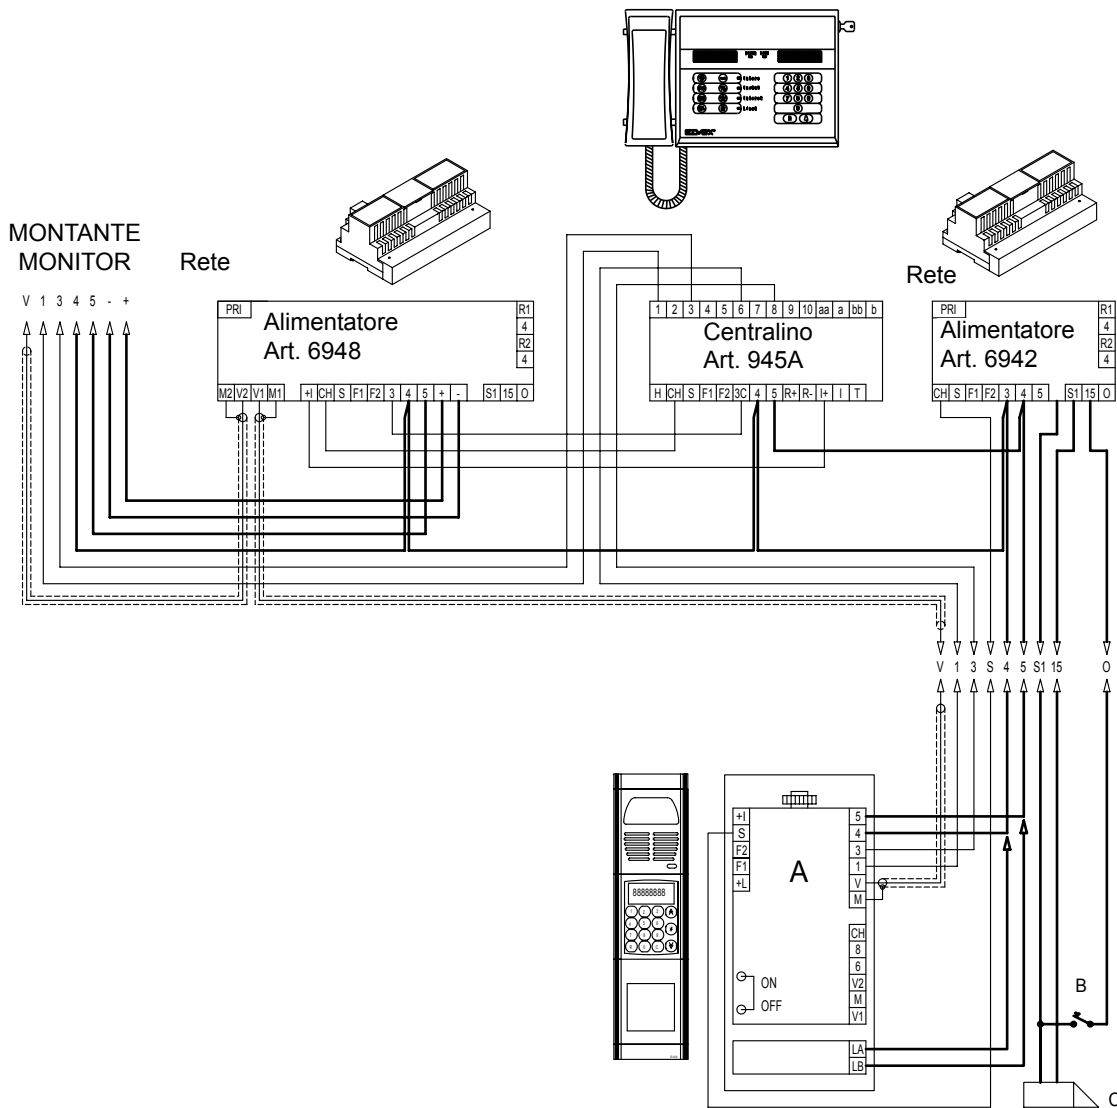 ELVOX
MONTANTE
MONITOR
Rete
Rete
V 1 3 4 5 - +
PRI
Alimentatore
Art. 6948
R1
4
R2
4
M2 V2 V1 M1 +I CH S F1 F2 3 4 5 + - S1 15 O
1 2 3 4 5 6 7 8 9 10 aa a bb b
Centralino
Art. 945A
H CH S F1 F2 3C 4 5 R+ R- I+ I T
PRI
Alimentatore
Art. 6942
R1
4
R2
4
CH S F1 F2 3 4 5 S1 15 O
V 1 3 S 4 5 S1 15 O
88888888
+I
S
F2
F1
+L
A
5
4
3
1
V
M
CH
8
6
V2
M
V1
ON
OFF
LA
LB
B
C